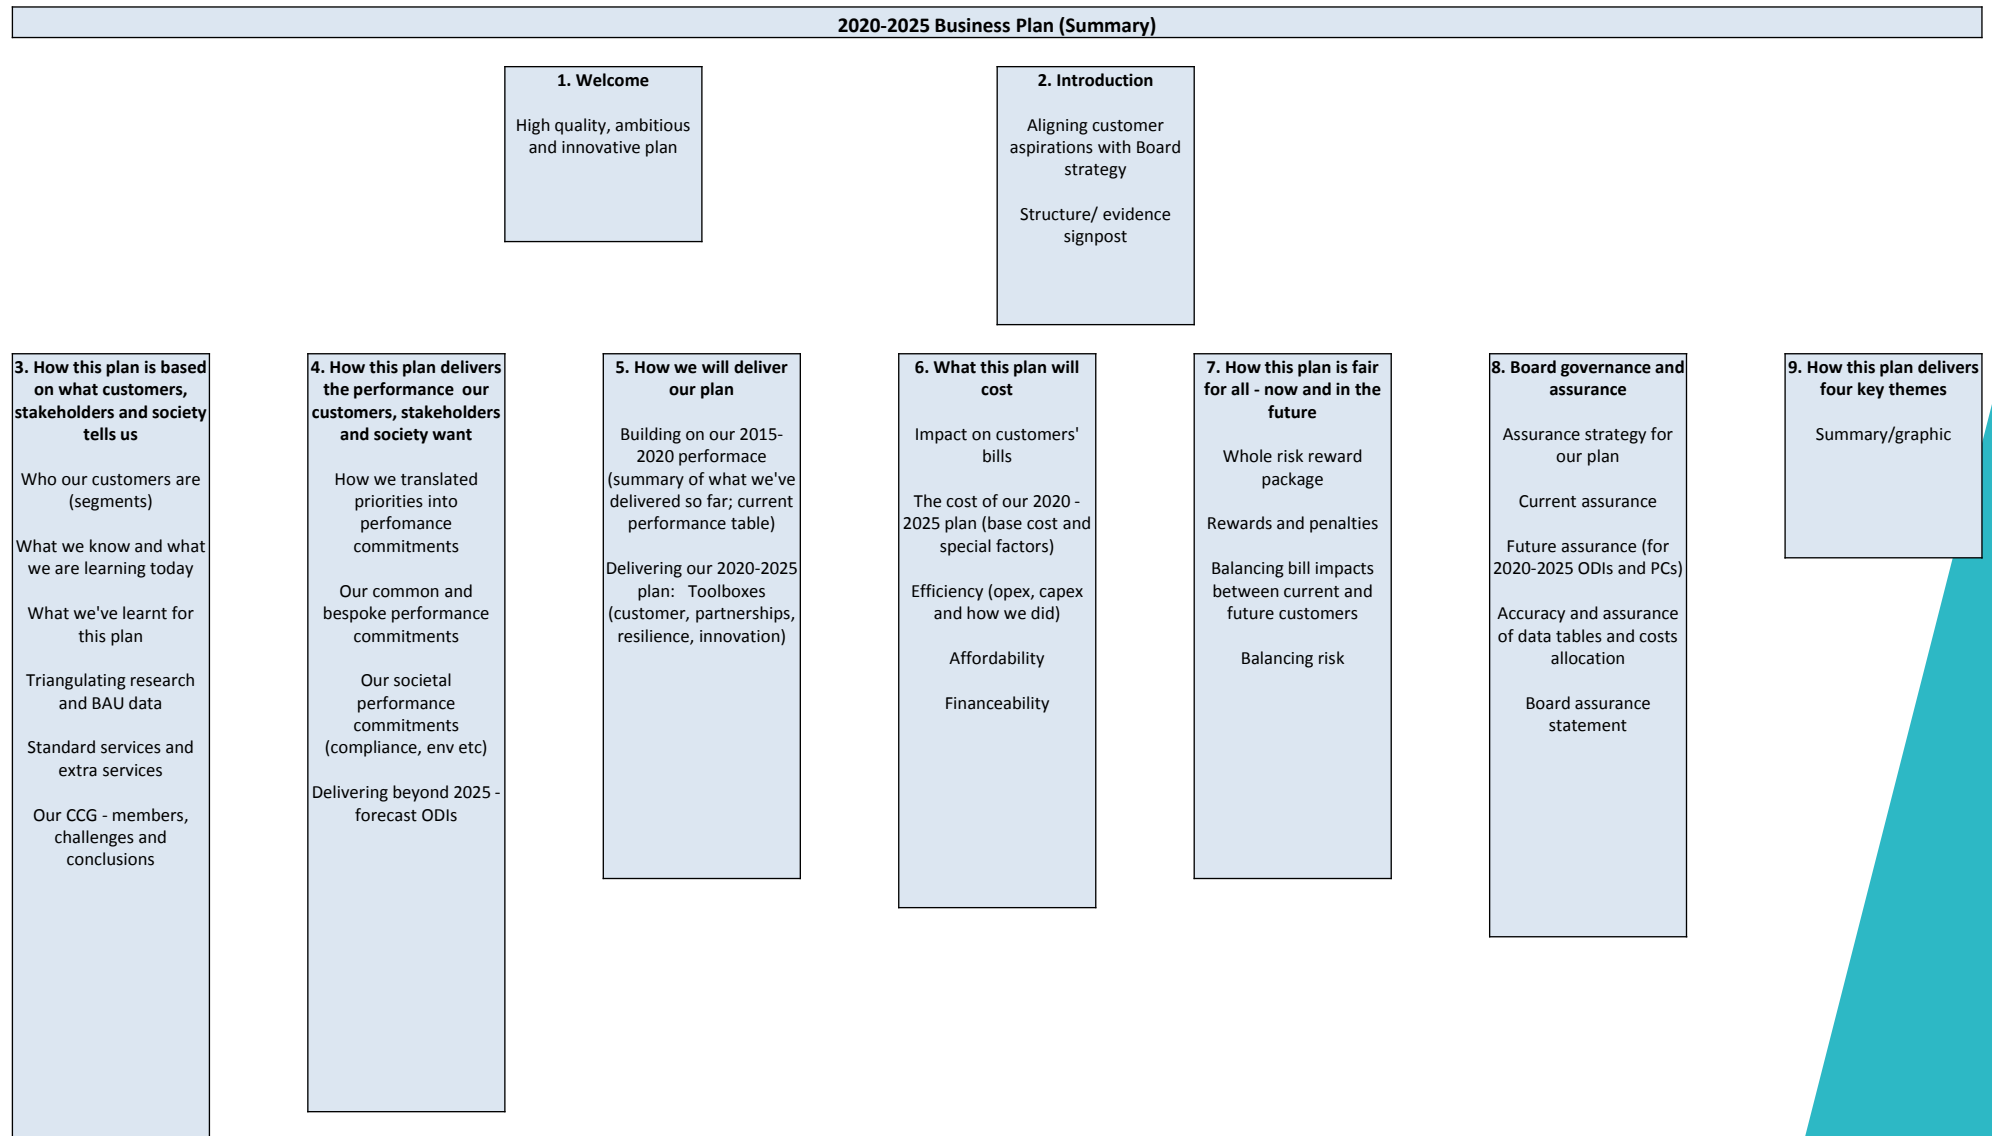 2020-2025 Business Plan (Summary)
1. Welcome
High quality, ambitious
and innovative plan
2. Introduction
Aligning customer
aspirations with Board
strategy
Structure/ evidence
signpost
3. How this plan is based
on what customers,
stakeholders and society
tells us
Who our customers are
(segments)
What we know and what
we are learning today
What we've learnt for
this plan
Triangulating research
and BAU data
Standard services and
extra services
Our CCG - members,
challenges and
conclusions
4. How this plan delivers
the performance  our
customers, stakeholders
and society want
How we translated
priorities into
perfomance
commitments
Our common and
bespoke performance
commitments
Our societal
performance
commitments
(compliance, env etc)
Delivering beyond 2025 -
forecast ODIs
5. How we will deliver
our plan
Building on our 2015-
2020 performace
(summary of what we've
delivered so far; current
performance table)
Delivering our 2020-2025
plan:   Toolboxes
(customer, partnerships,
resilience, innovation)
6. What this plan will
cost
Impact on customers'
bills
The cost of our 2020 -
2025 plan (base cost and
special factors)
Efficiency (opex, capex
and how we did)
Affordability
Financeability
7. How this plan is fair
for all - now and in the
future
Whole risk reward
package
Rewards and penalties
Balancing bill impacts
between current and
future customers
Balancing risk
8. Board governance and
assurance
Assurance strategy for
our plan
Current assurance
Future assurance (for
2020-2025 ODIs and PCs)
Accuracy and assurance
of data tables and costs
allocation
Board assurance
statement
9. How this plan delivers
four key themes
Summary/graphic